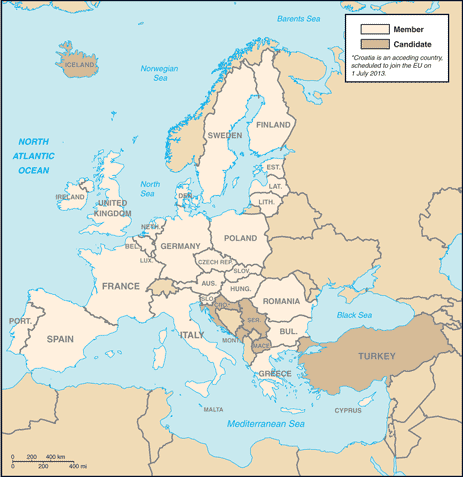 Barents Sea
Member
Candidate
*Croatia is an acceding country,
scheduled to join the EU on
1 July 2013.
ICELAND
Norwegian
Sea
SWEDEN
FINLAND
NORTH
ATLANTIC
OCEAN
EST.
North
Sea
LAT.
DEN.
LITH.
IRELAND
UNITED
KINGDOM
NETH.
POLAND
BEL.
GERMANY
LUX.
CZECH REP.
SLOV.
FRANCE
AUS.
HUNG.
SLO.
CRO.*
ROMANIA
SER.
Black Sea
PORT.
SPAIN
ITALY
MONT.
BUL.
MACE.
TURKEY
GREECE
MALTA
CYPRUS
Mediterranean Sea
0 200 400 km
0 200 400 mi